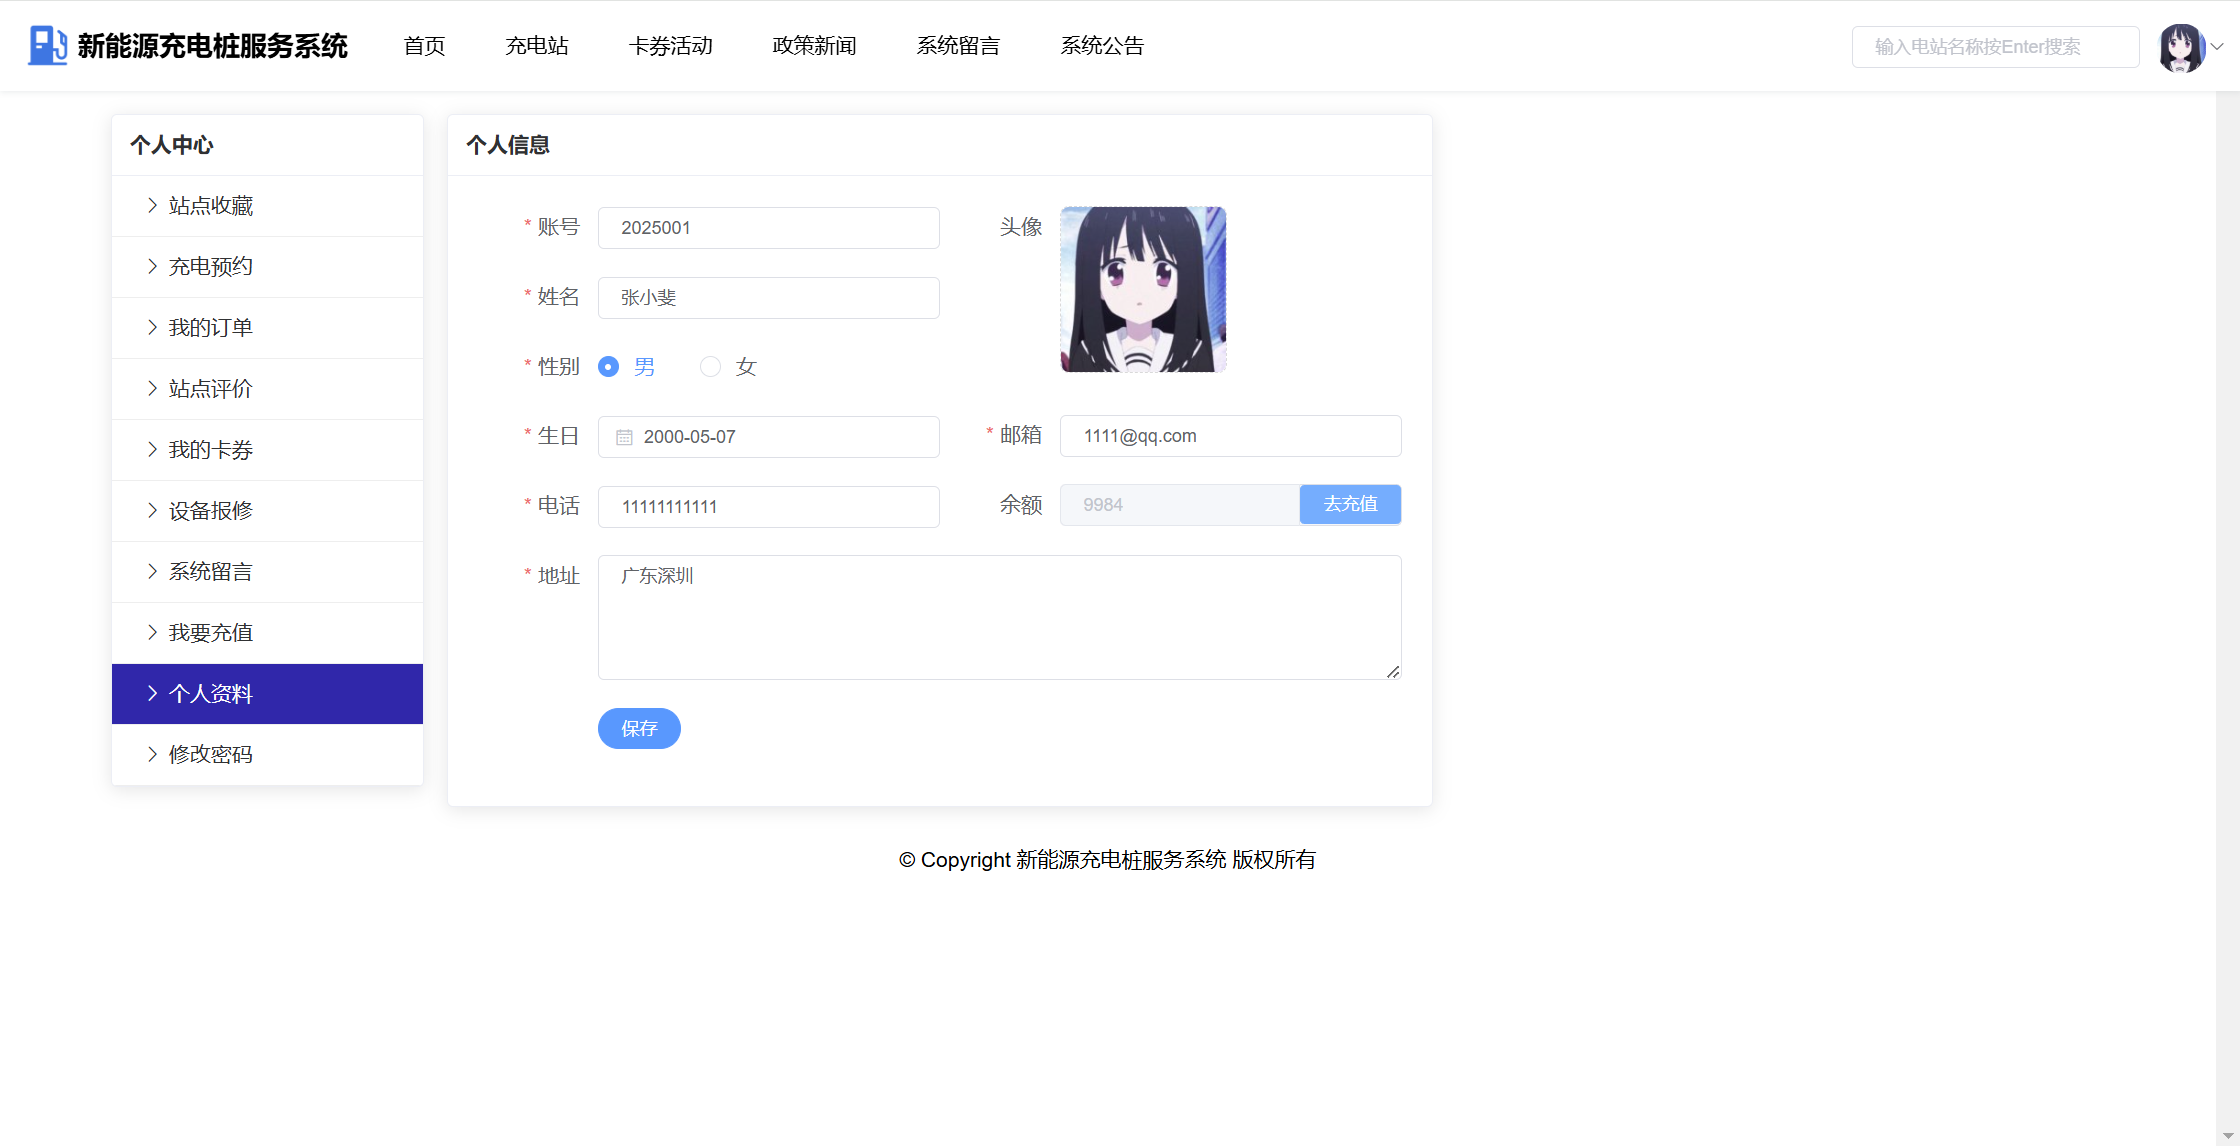 新能源充电桩服务系统 首页 充电站 卡券活动 政策新闻 系统留言 系统公告 输入电站名称按Enter搜索
个人中心
站点收藏
充电预约
我的订单
站点评价
我的卡券
设备报修
系统留言
我要充值
个人资料
修改密码
个人信息
* 账号 2025001
头像
* 姓名 张小斐
* 性别 男 女
* 生日 2000-05-07
* 邮箱 1111@qq.com
* 电话 11111111111
余额 9984 去充值
* 地址 广东深圳
保存
© Copyright 新能源充电桩服务系统 版权所有